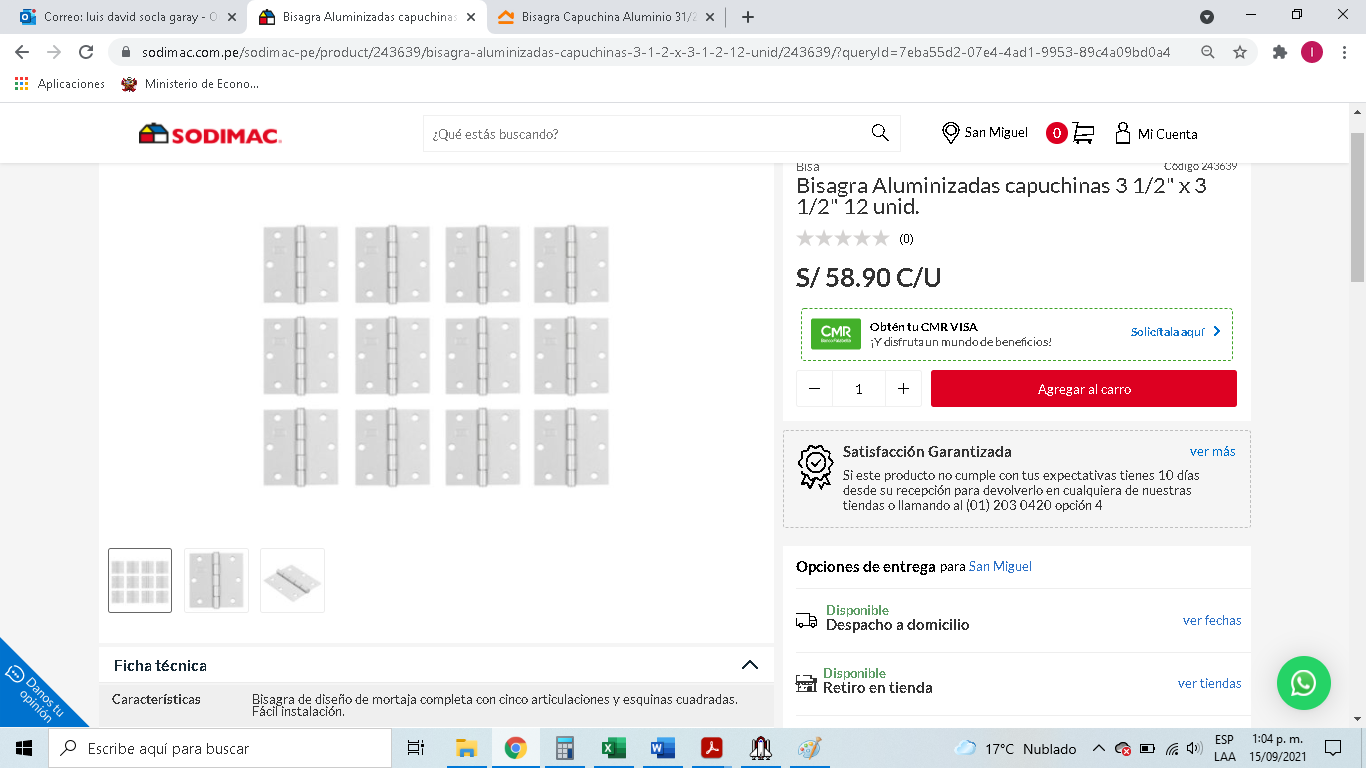 Correo: luis david socla garay - O
Bisagra Aluminizadas capuchinas
Bisagra Capuchina Aluminio 31/2
sodimac.com.pe/sodimac-pe/product/243639/bisagra-aluminizadas-capuchinas-3-1-2-x-3-1-2-12-unid/243639/?queryId=7eba55d2-07e4-4ad1-9953-89c4a09bd0a4
I
Aplicaciones
Ministerio de Econo...
SODIMAC
¿Qué estás buscando?
San Miguel
0
Mi Cuenta
Bisa
Código 243639
Bisagra Aluminizadas capuchinas 3 1/2" x 3
1/2" 12 unid.
(0)
S/ 58.90 C/U
CMR
Obtén tu CMR VISA
¡Y disfruta un mundo de beneficios!
Solicítala aquí
1
Agregar al carro
Satisfacción Garantizada
ver más
Si este producto no cumple con tus expectativas tienes 10 días
desde su recepción para devolverlo en cualquiera de nuestras
tiendas o llamando al (01) 203 0420 opción 4
Opciones de entrega para San Miguel
Disponible
Despacho a domicilio
ver fechas
Disponible
Retiro en tienda
ver tiendas
Ficha técnica
Características
Bisagra de diseño de mortaja completa con cinco articulaciones y esquinas cuadradas.
Fácil instalación.
Danos tu
opinión
Escribe aquí para buscar
17°C Nublado
ESP
LAA
1:04 p. m.
15/09/2021